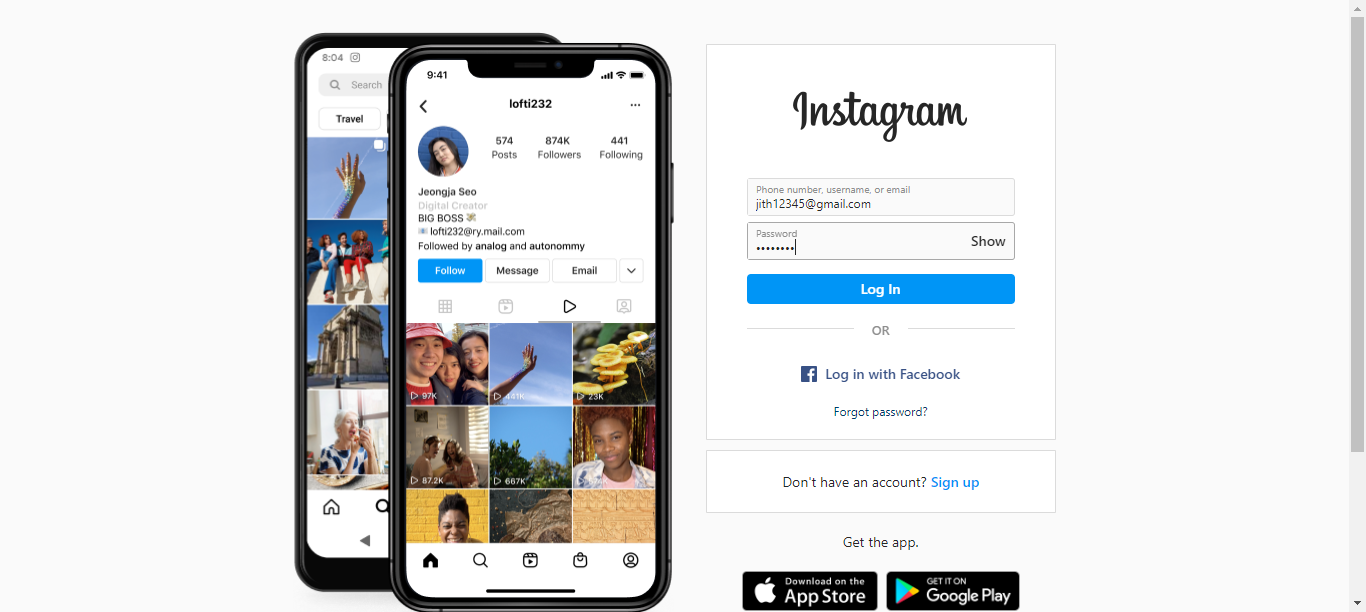 8:04
Search
Travel
9:41
lofti232
574 874K 441
Posts Followers Following
Jeongja Seo
Digital Creator
BIG BOSS
lofti232@ry.mail.com
Followed by analog and autonommy
Follow Message Email
97K 441K 23K
87.2K 667K
Instagram
Phone number, username, or email
jith12345@gmail.com
Password
••••••••
Show
Log In
OR
Log in with Facebook
Forgot password?
Don't have an account? Sign up
Get the app.
Download on the
App Store
GET IT ON
Google Play